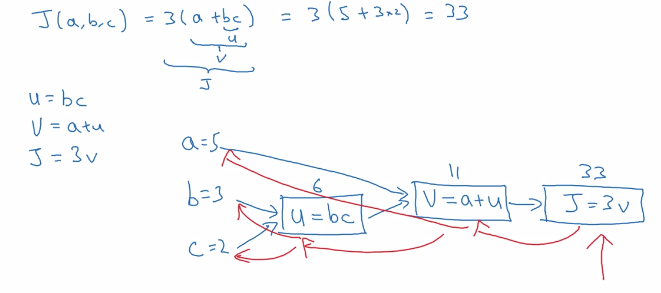 J(a,b,c) = 3(a+bc) = 3(5+3×2) = 33
u
V
J
u = bc
V = a+u
J = 3v
a=5
11
33
6
b=3
u = bc
V = a+u
J = 3v
c=2